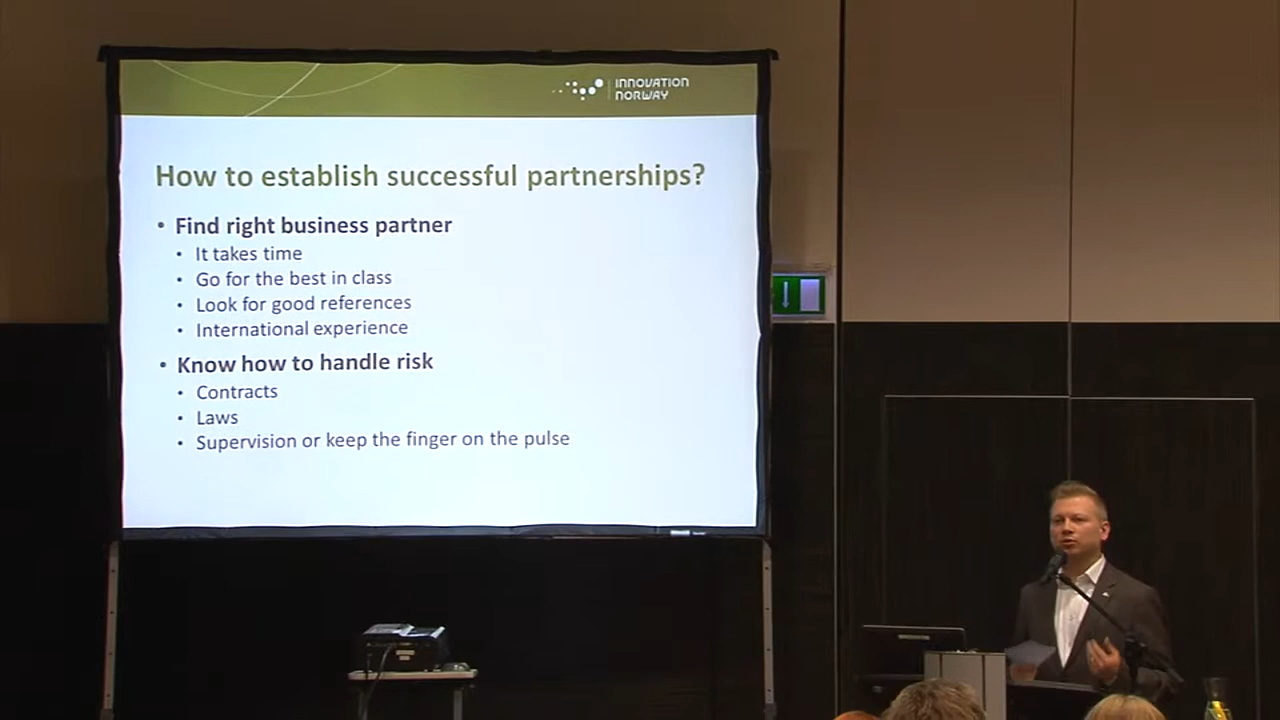 INNOVATION
NORWAY
How to establish successful partnerships?
• Find right business partner
• It takes time
• Go for the best in class
• Look for good references
• International experience
• Know how to handle risk
• Contracts
• Laws
• Supervision or keep the finger on the pulse